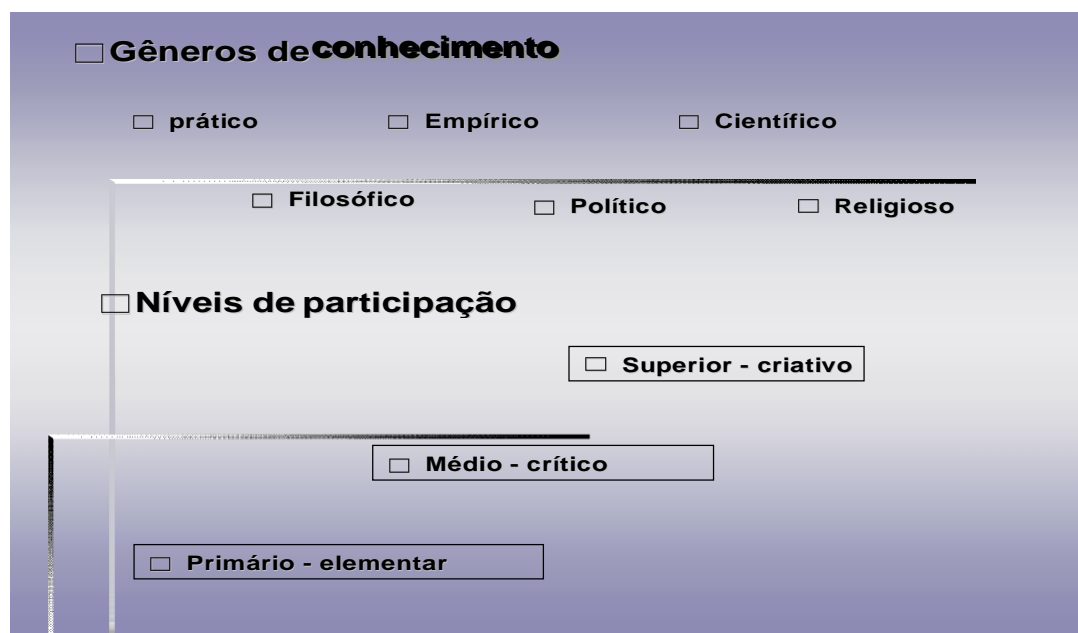 Gêneros de conhecimento
prático Empírico Científico
Filosófico Político Religioso
Níveis de participação
Superior - criativo
Médio - crítico
Primário - elementar